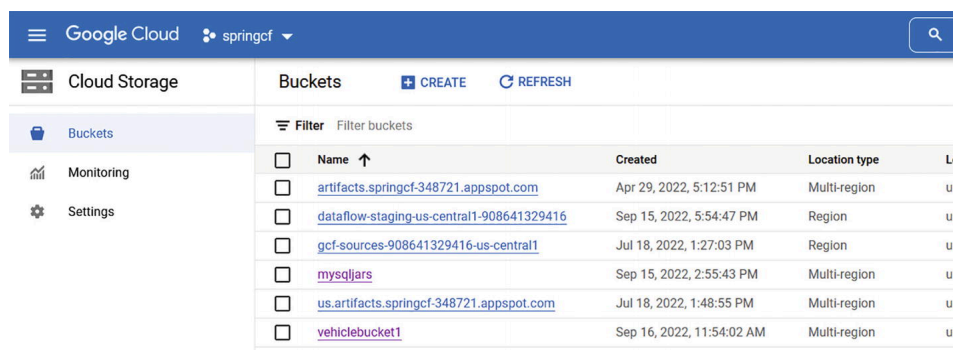 Google Cloud springcf
Cloud Storage Buckets CREATE REFRESH
Buckets Filter Filter buckets
Name Created Location type
Monitoring artifacts.springcf-348721.appspot.com Apr 29, 2022, 5:12:51 PM Multi-region
Settings dataflow-staging-us-central1-908641329416 Sep 15, 2022, 5:54:47 PM Region
gcf-sources-908641329416-us-central1 Jul 18, 2022, 1:27:03 PM Region
mysqljars Sep 15, 2022, 2:55:43 PM Multi-region
us.artifacts.springcf-348721.appspot.com Jul 18, 2022, 1:48:55 PM Multi-region
vehiclebucket1 Sep 16, 2022, 11:54:02 AM Multi-region